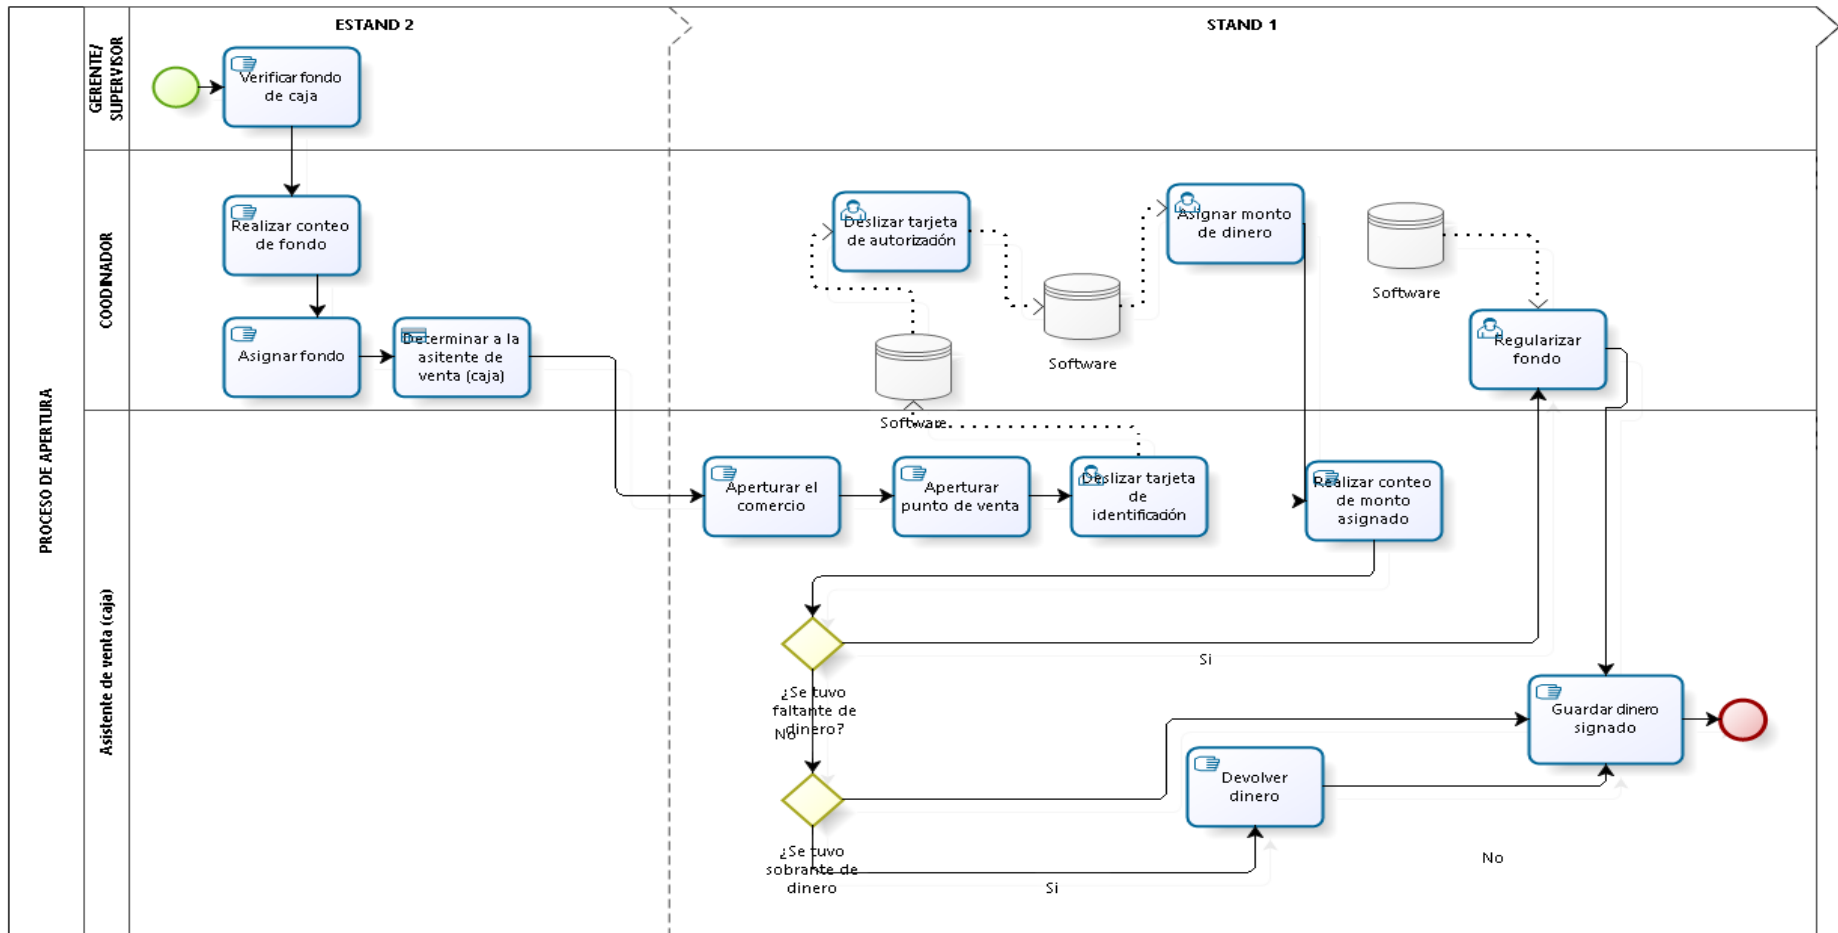 ESTAND 2
STAND 1
PROCESO DE APERTURA
GERENTE/
SUPERVISOR
Verificar fondo
de caja
COODINADOR
Realizar conteo
de fondo
Asignar fondo
Determinar a la
asitente de
venta (caja)
Deslizar tarjeta
de autorización
Software
Software
Asignar monto
de dinero
Software
Regularizar
fondo
Asistente de venta (caja)
Aperturar el
comercio
Aperturar
punto de venta
Deslizar tarjeta
de
identificación
Realizar conteo
de monto
asignado
¿Se tuvo
faltante de
dinero?
Si
No
¿Se tuvo
sobrante de
dinero
Si
No
Devolver
dinero
Guardar dinero
signado